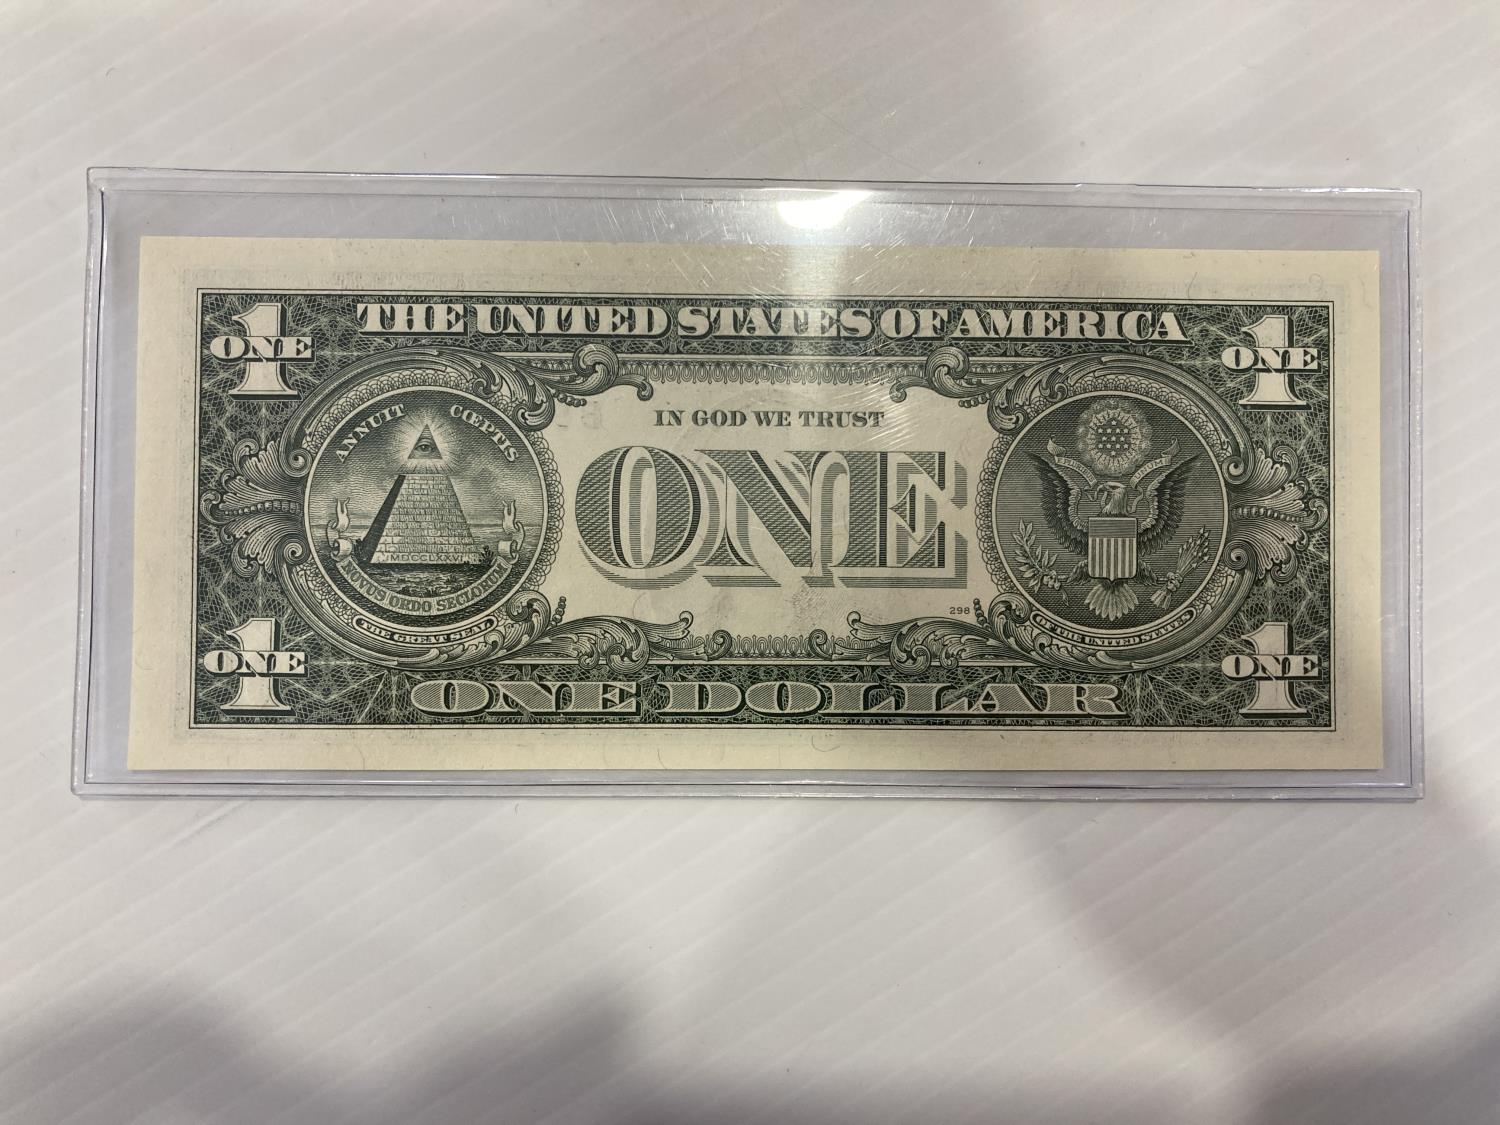 THE UNITED STATES OF AMERICA
1
ONE
1
ONE
ANNUIT CŒPTIS
IN GOD WE TRUST
ONE
MDCCLXXVI
NOVUS ORDO SECLORUM
THE GREAT SEAL
298
OF THE UNITED STATES
1
ONE
1
ONE
ONE DOLLAR